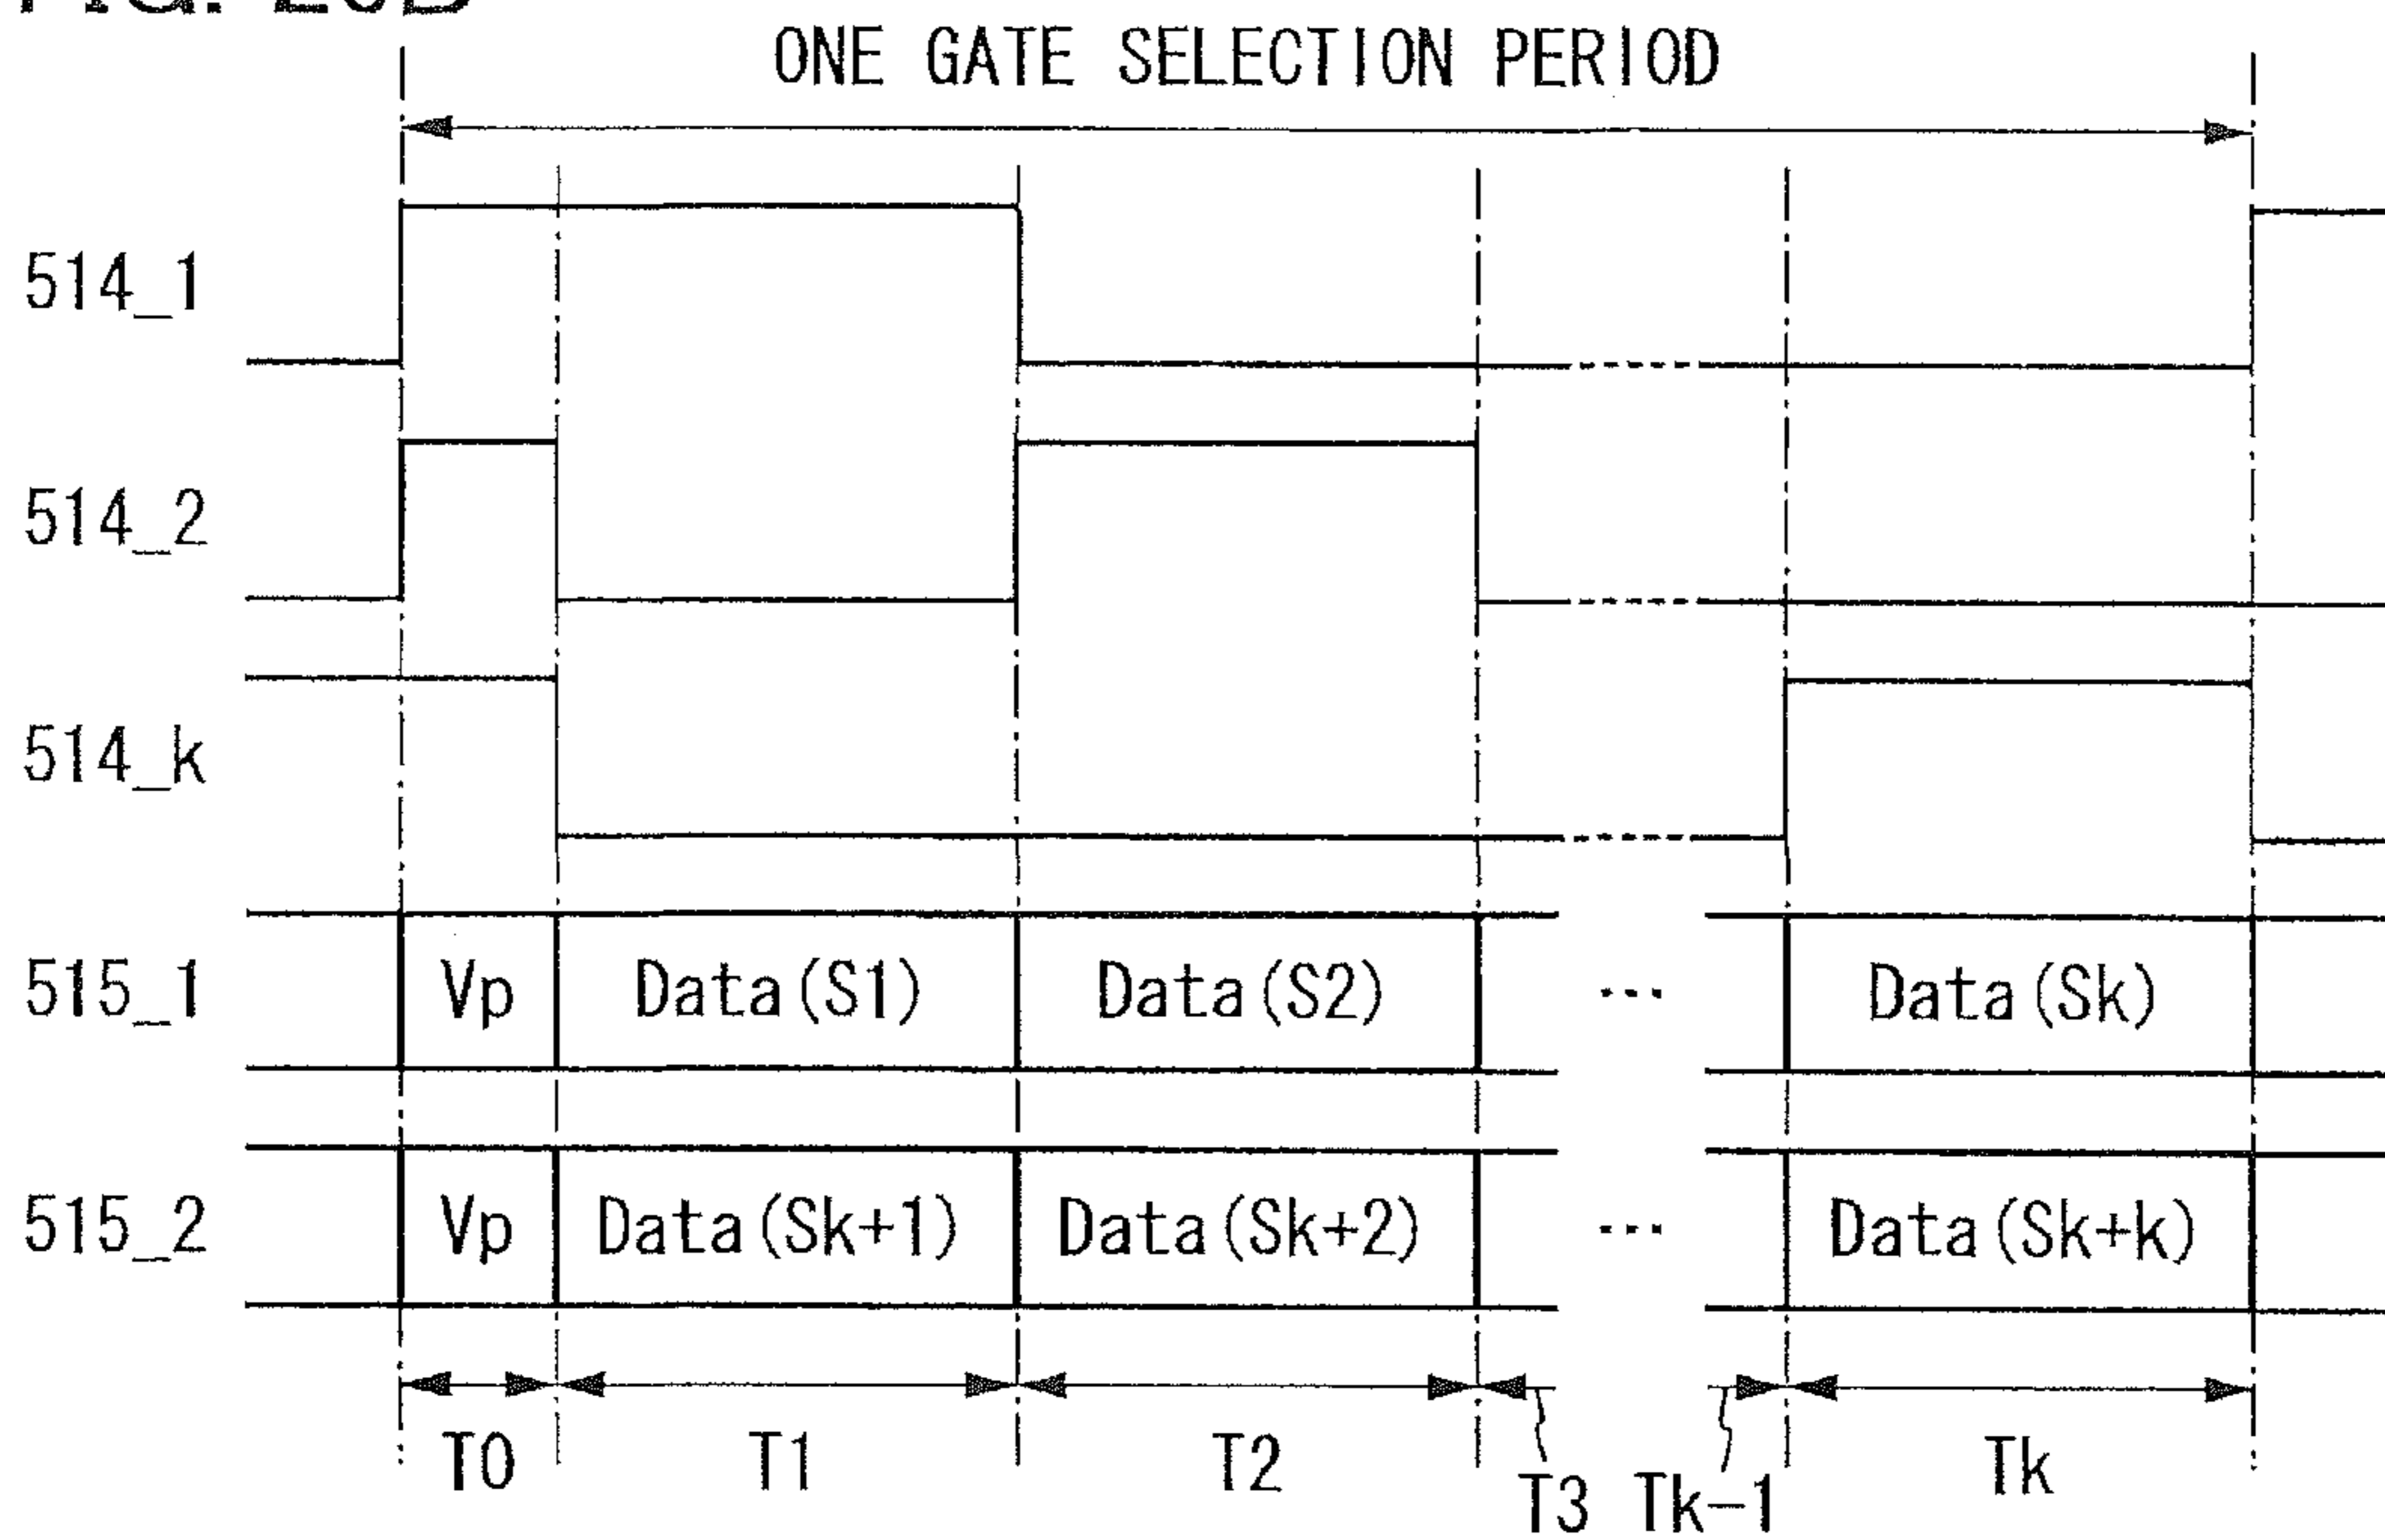 ONE GATE SELECTION PERIOD
514_1
514_2
514_k
515_1 Vp Data(S1) Data(S2) ... Data(Sk)
515_2 Vp Data(Sk+1) Data(Sk+2) ... Data(Sk+k)
T0 T1 T2 T3 Tk-1 Tk